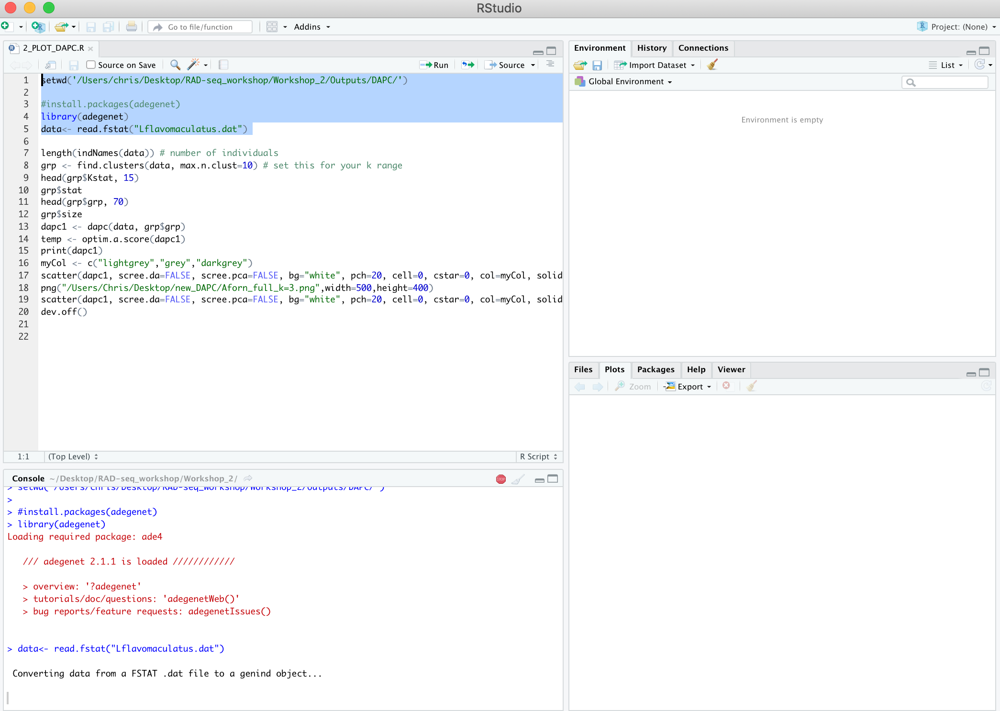 RStudio
Go to file/function
Addins
Project: (None)
2_PLOT_DAPC.R
Source on Save
Run
Source
1 setwd('/Users/chris/Desktop/RAD-seq_workshop/Workshop_2/Outputs/DAPC/')
2
3 #install.packages(adegenet)
4 library(adegenet)
5 data<- read.fstat("Lflavomaculatus.dat")
6
7 length(indNames(data)) # number of individuals
8 grp <- find.clusters(data, max.n.clust=10) # set this for your k range
9 head(grp$Kstat, 15)
10 grp$stat
11 head(grp$grp, 70)
12 grp$size
13 dapc1 <- dapc(data, grp$grp)
14 temp <- optim.a.score(dapc1)
15 print(dapc1)
16 myCol <- c("lightgrey","grey","darkgrey")
17 scatter(dapc1, scree.da=FALSE, scree.pca=FALSE, bg="white", pch=20, cell=0, cstar=0, col=myCol, solid
18 png("/Users/Chris/Desktop/new_DAPC/Aforn_full_k=3.png",width=500,height=400)
19 scatter(dapc1, scree.da=FALSE, scree.pca=FALSE, bg="white", pch=20, cell=0, cstar=0, col=myCol, solid
20 dev.off()
21
22
1:1 (Top Level) R Script
Console ~/Desktop/RAD-seq_workshop/Workshop_2/
STOP
> setwd('/Users/chris/Desktop/RAD-seq_workshop/Workshop_2/Outputs/DAPC/')
>
> #install.packages(adegenet)
> library(adegenet)
Loading required package: ade4
/// adegenet 2.1.1 is loaded ////////////
> overview: '?adegenet'
> tutorials/doc/questions: 'adegenetWeb()'
> bug reports/feature requests: adegenetIssues()
> data<- read.fstat("Lflavomaculatus.dat")
Converting data from a FSTAT .dat file to a genind object...
Environment History Connections
Import Dataset
List
Global Environment
Environment is empty
Files Plots Packages Help Viewer
Zoom
Export